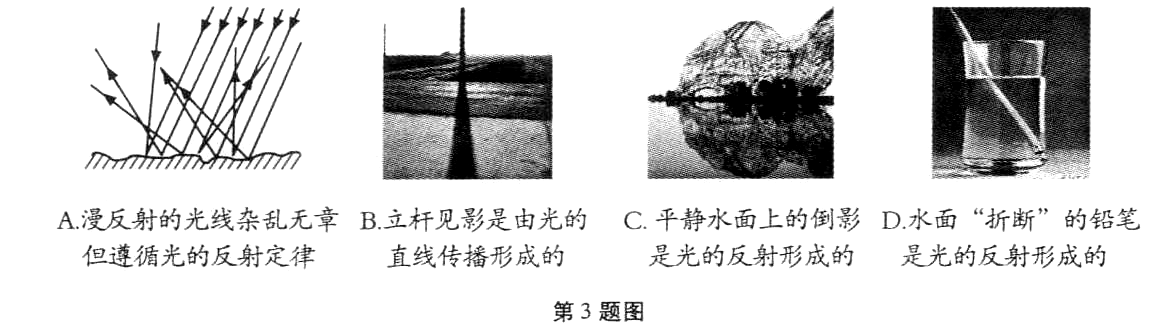 A.漫反射的光线杂乱无章 B.立杆见影是由光的 C. 平静水面上的倒影 D.水面“折断”的铅笔
但遵循光的反射定律 直线传播形成的 是光的反射形成的 是光的反射形成的
第3题图